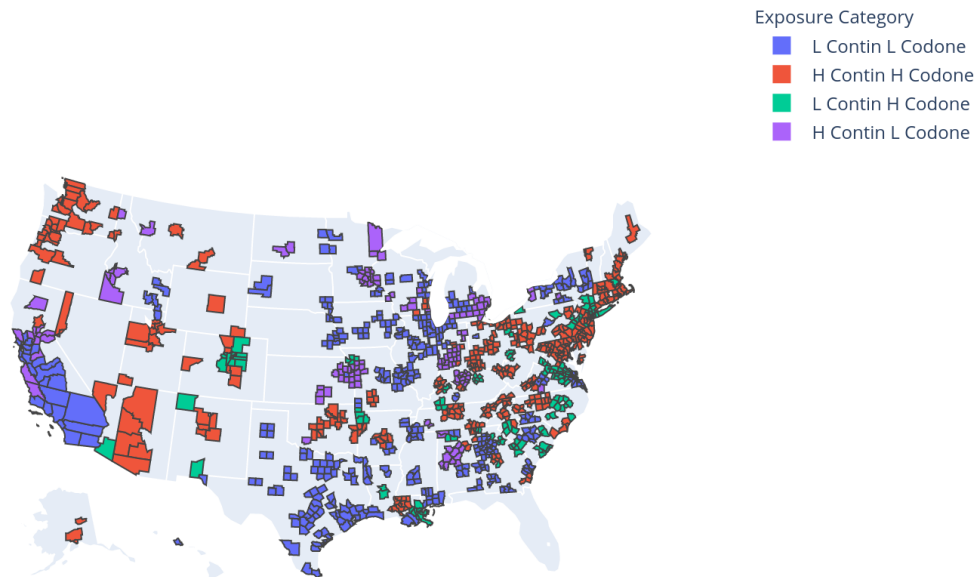 Exposure Category
L Contin L Codone
H Contin H Codone
L Contin H Codone
H Contin L Codone